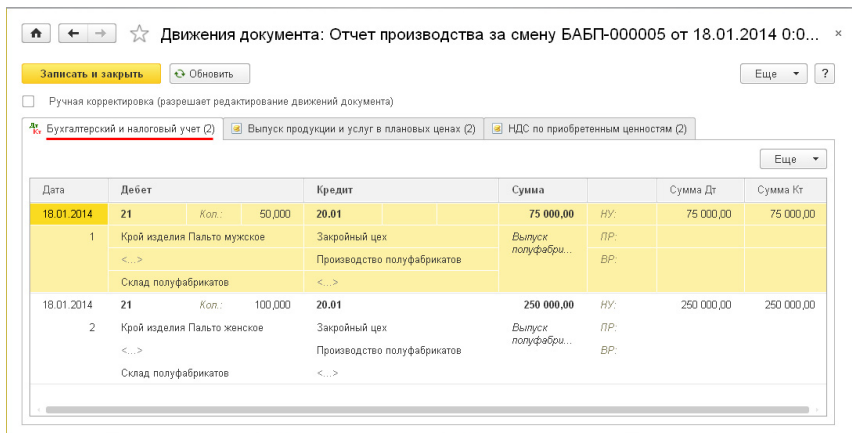 Движения документа: Отчет производства за смену БАБП-000005 от 18.01.2014 0:0... ×
Записать и закрыть Обновить Еще ?
Ручная корректировка (разрешает редактирование движений документа)
Дт Кт Бухгалтерский и налоговый учет (2) Выпуск продукции и услуг в плановых ценах (2) НДС по приобретенным ценностям (2)
Еще
Дата Дебет Кредит Сумма Сумма Дт Сумма Кт
18.01.2014 21 Кол.: 50,000 20.01 75 000,00 НУ: 75 000,00 75 000,00
1 Крой изделия Пальто мужское Закройный цех Выпуск ПР:
полуфабри...
<...> Производство полуфабрикатов ВР:
Склад полуфабрикатов <...>
18.01.2014 21 Кол.: 100,000 20.01 250 000,00 НУ: 250 000,00 250 000,00
2 Крой изделия Пальто женское Закройный цех Выпуск ПР:
полуфабри...
<...> Производство полуфабрикатов ВР:
Склад полуфабрикатов <...>